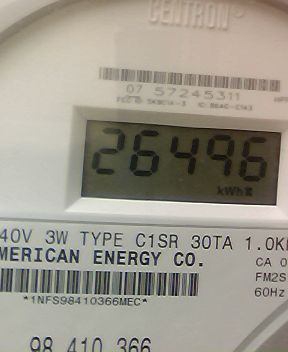 CENTRON®
07 57245311
26496
kWh
40V 3W TYPE C1SR 30TA 1.0K
MERICAN ENERGY CO. CA 0
FM2S
*1NFS98410366MEC* 60Hz
98 410 366